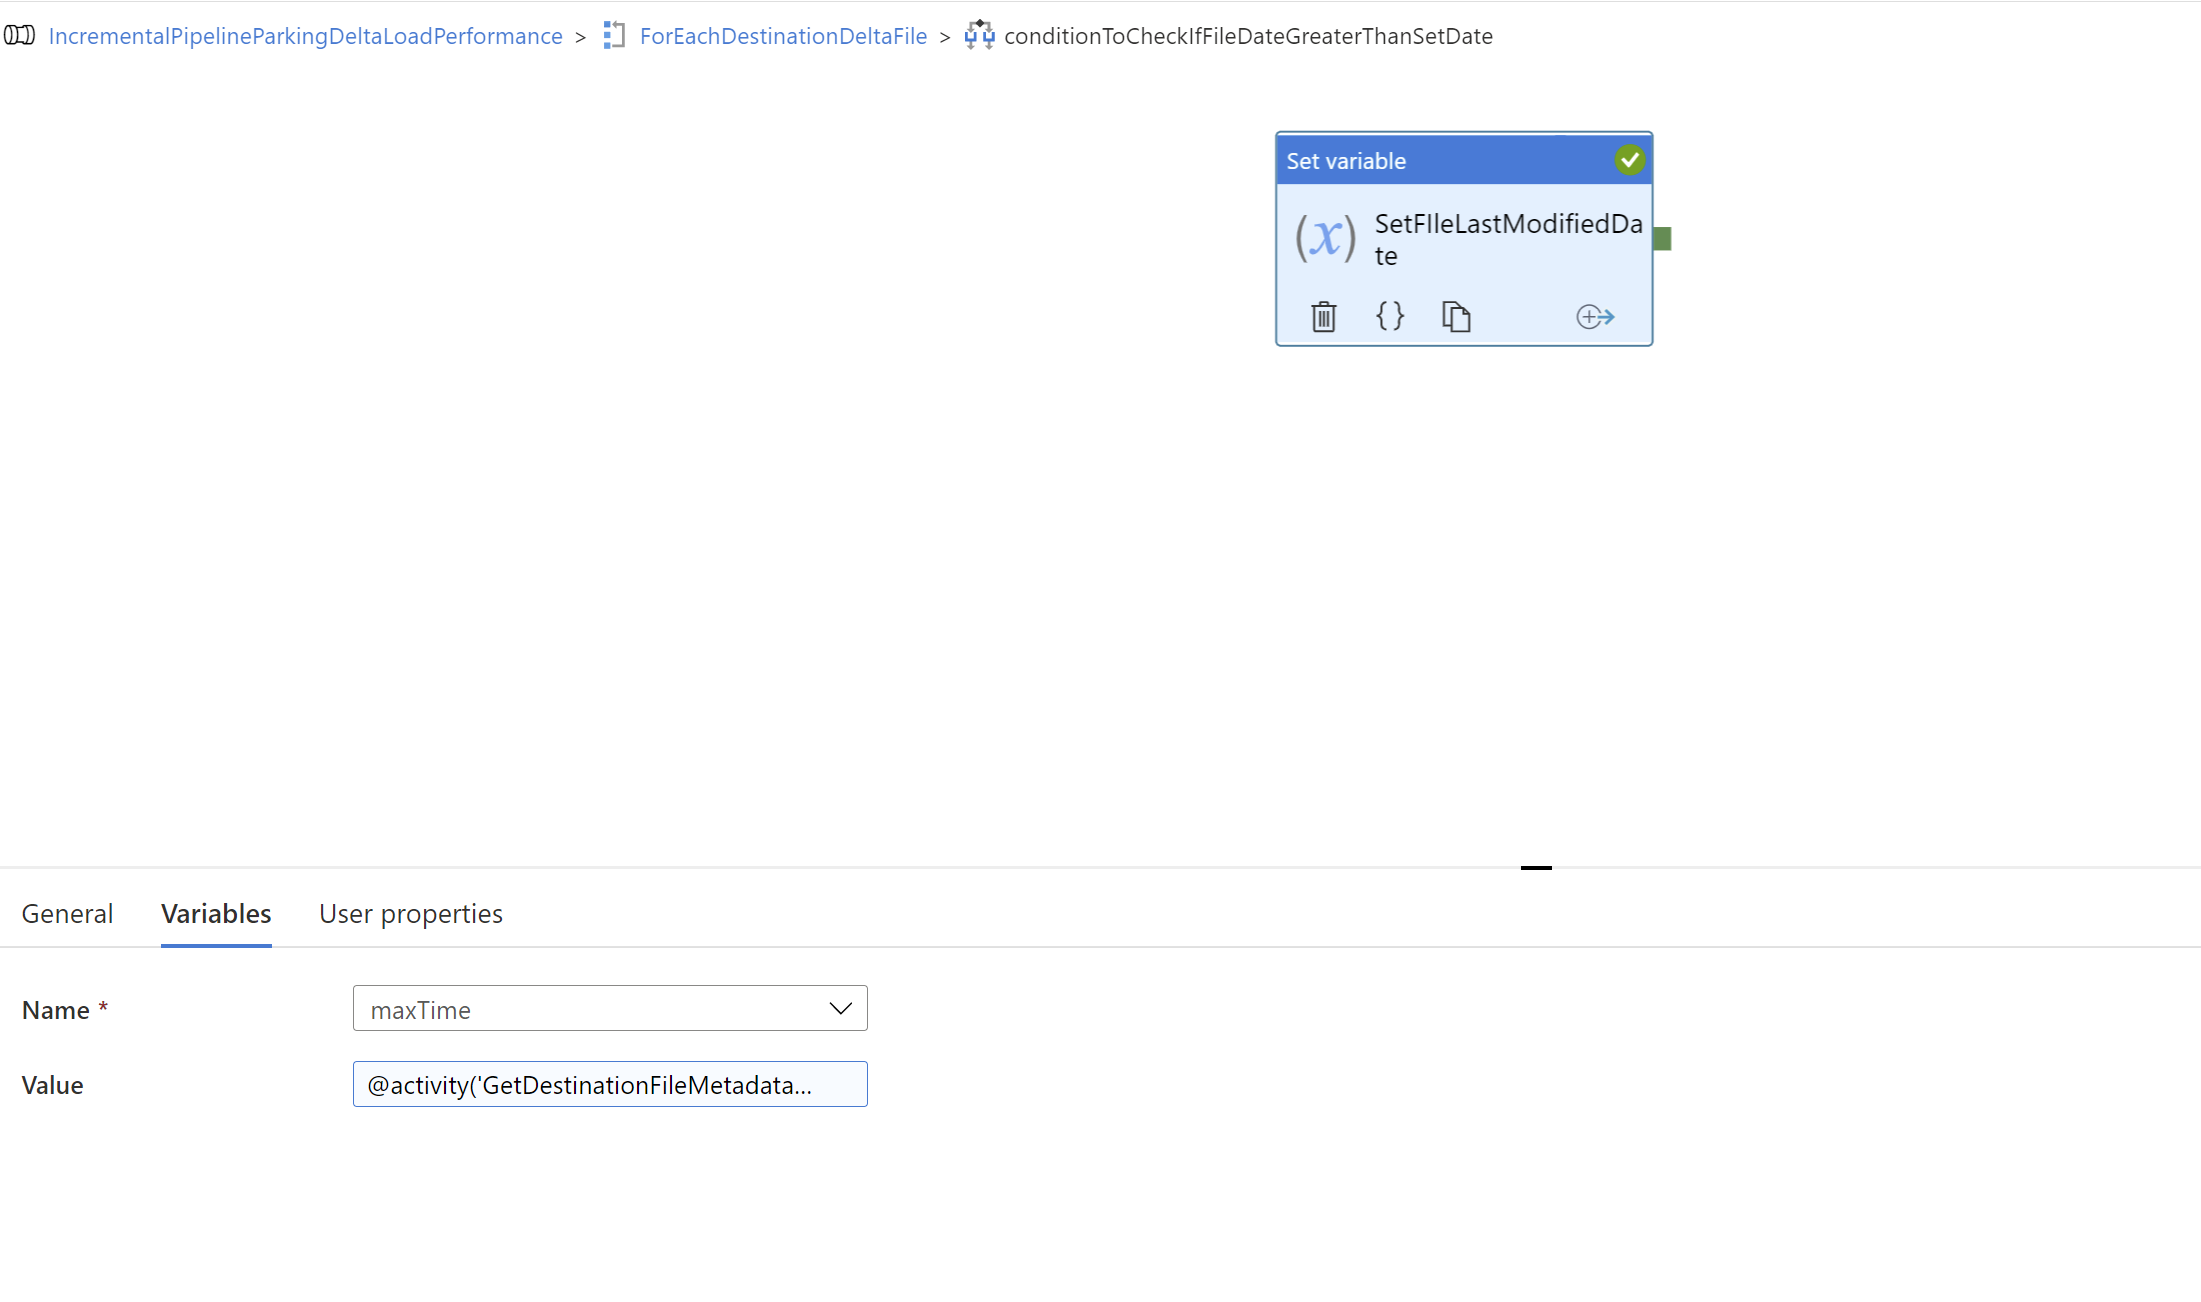 IncrementalPipelineParkingDeltaLoadPerformance > ForEachDestinationDeltaFile > conditionToCheckIfFileDateGreaterThanSetDate
Set variable
(x)
SetFIleLastModifiedDa
te
{}
General Variables User properties
Name * maxTime
Value @activity('GetDestinationFileMetadata...